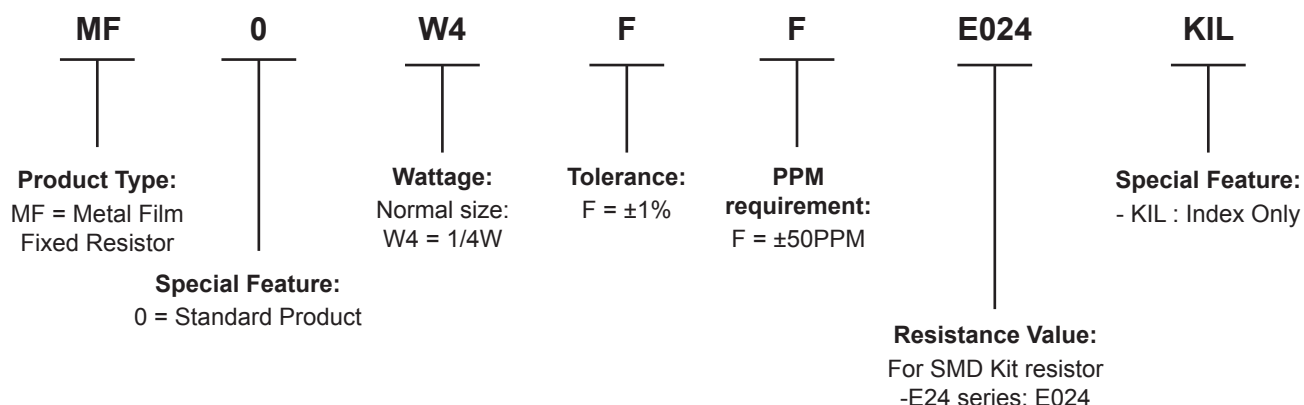 MF 0 W4 F F E024 KIL
Product Type:
MF = Metal Film
Fixed Resistor
Special Feature:
0 = Standard Product
Wattage:
Normal size:
W4 = 1/4W
Tolerance:
F = ±1%
PPM
requirement:
F = ±50PPM
Resistance Value:
For SMD Kit resistor
-E24 series: E024
Special Feature:
- KIL : Index Only